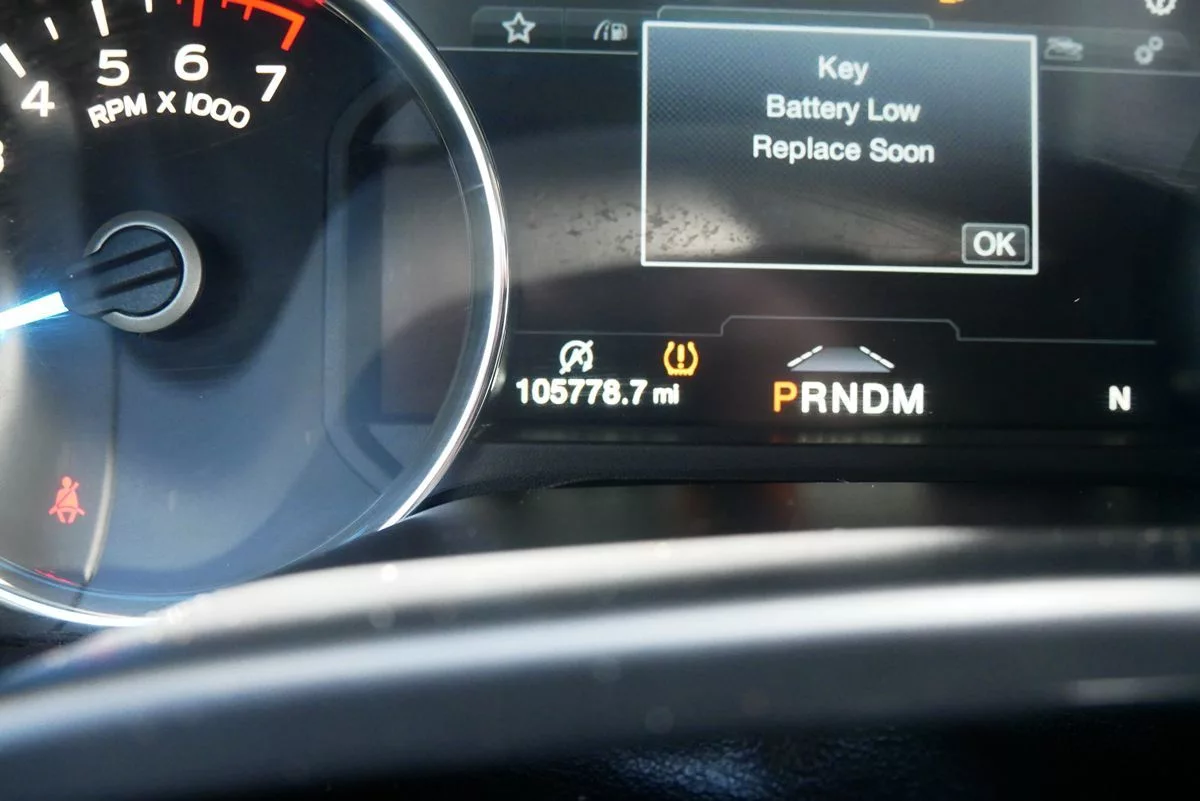 4 5 6 7
RPM X 1000
Key
Battery Low
Replace Soon
OK
105778.7 mi
PRNDM
N